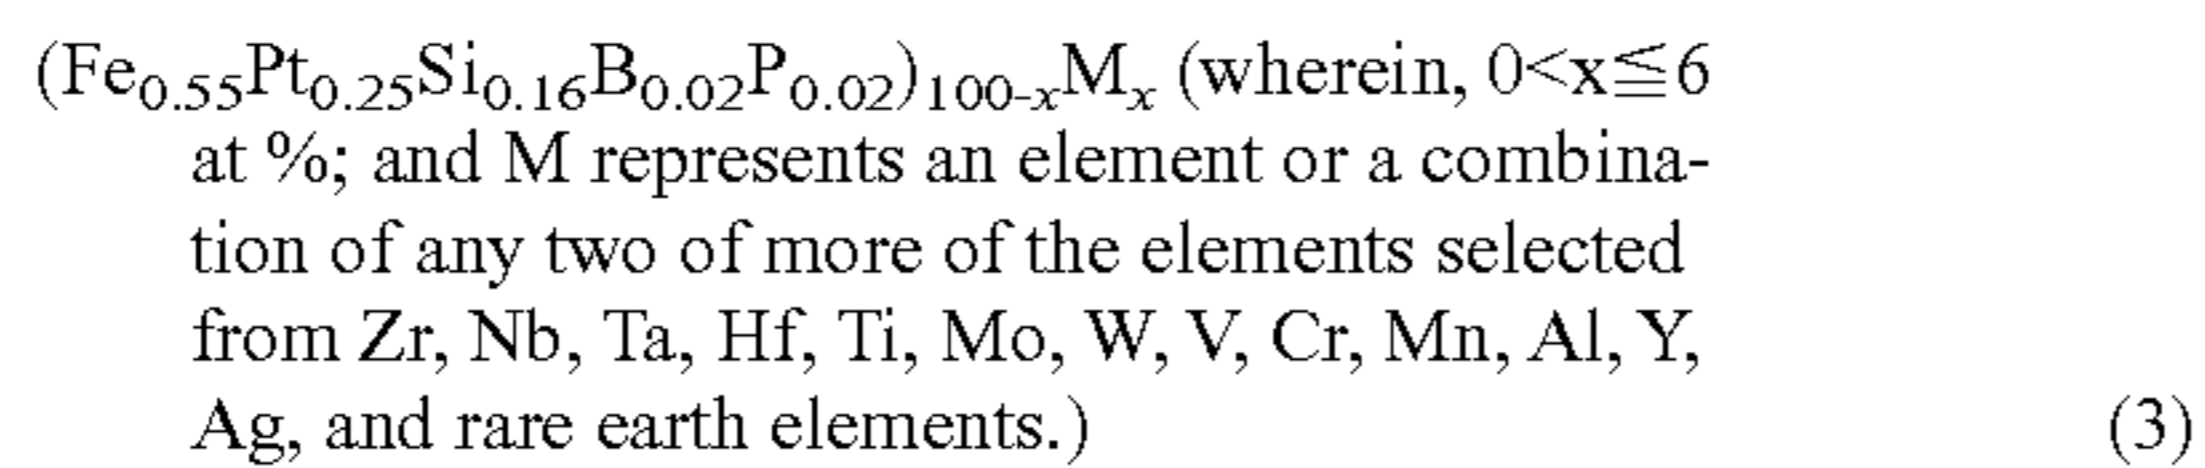 (Fe₀.₅₅Pt₀.₂₅Si₀.₁₆B₀.₀₂P₀.₀₂)₁₀₀₋ₓMₓ (wherein, 0<x≦6
at %; and M represents an element or a combina-
tion of any two of more of the elements selected
from Zr, Nb, Ta, Hf, Ti, Mo, W, V, Cr, Mn, Al, Y,
Ag, and rare earth elements.) (3)